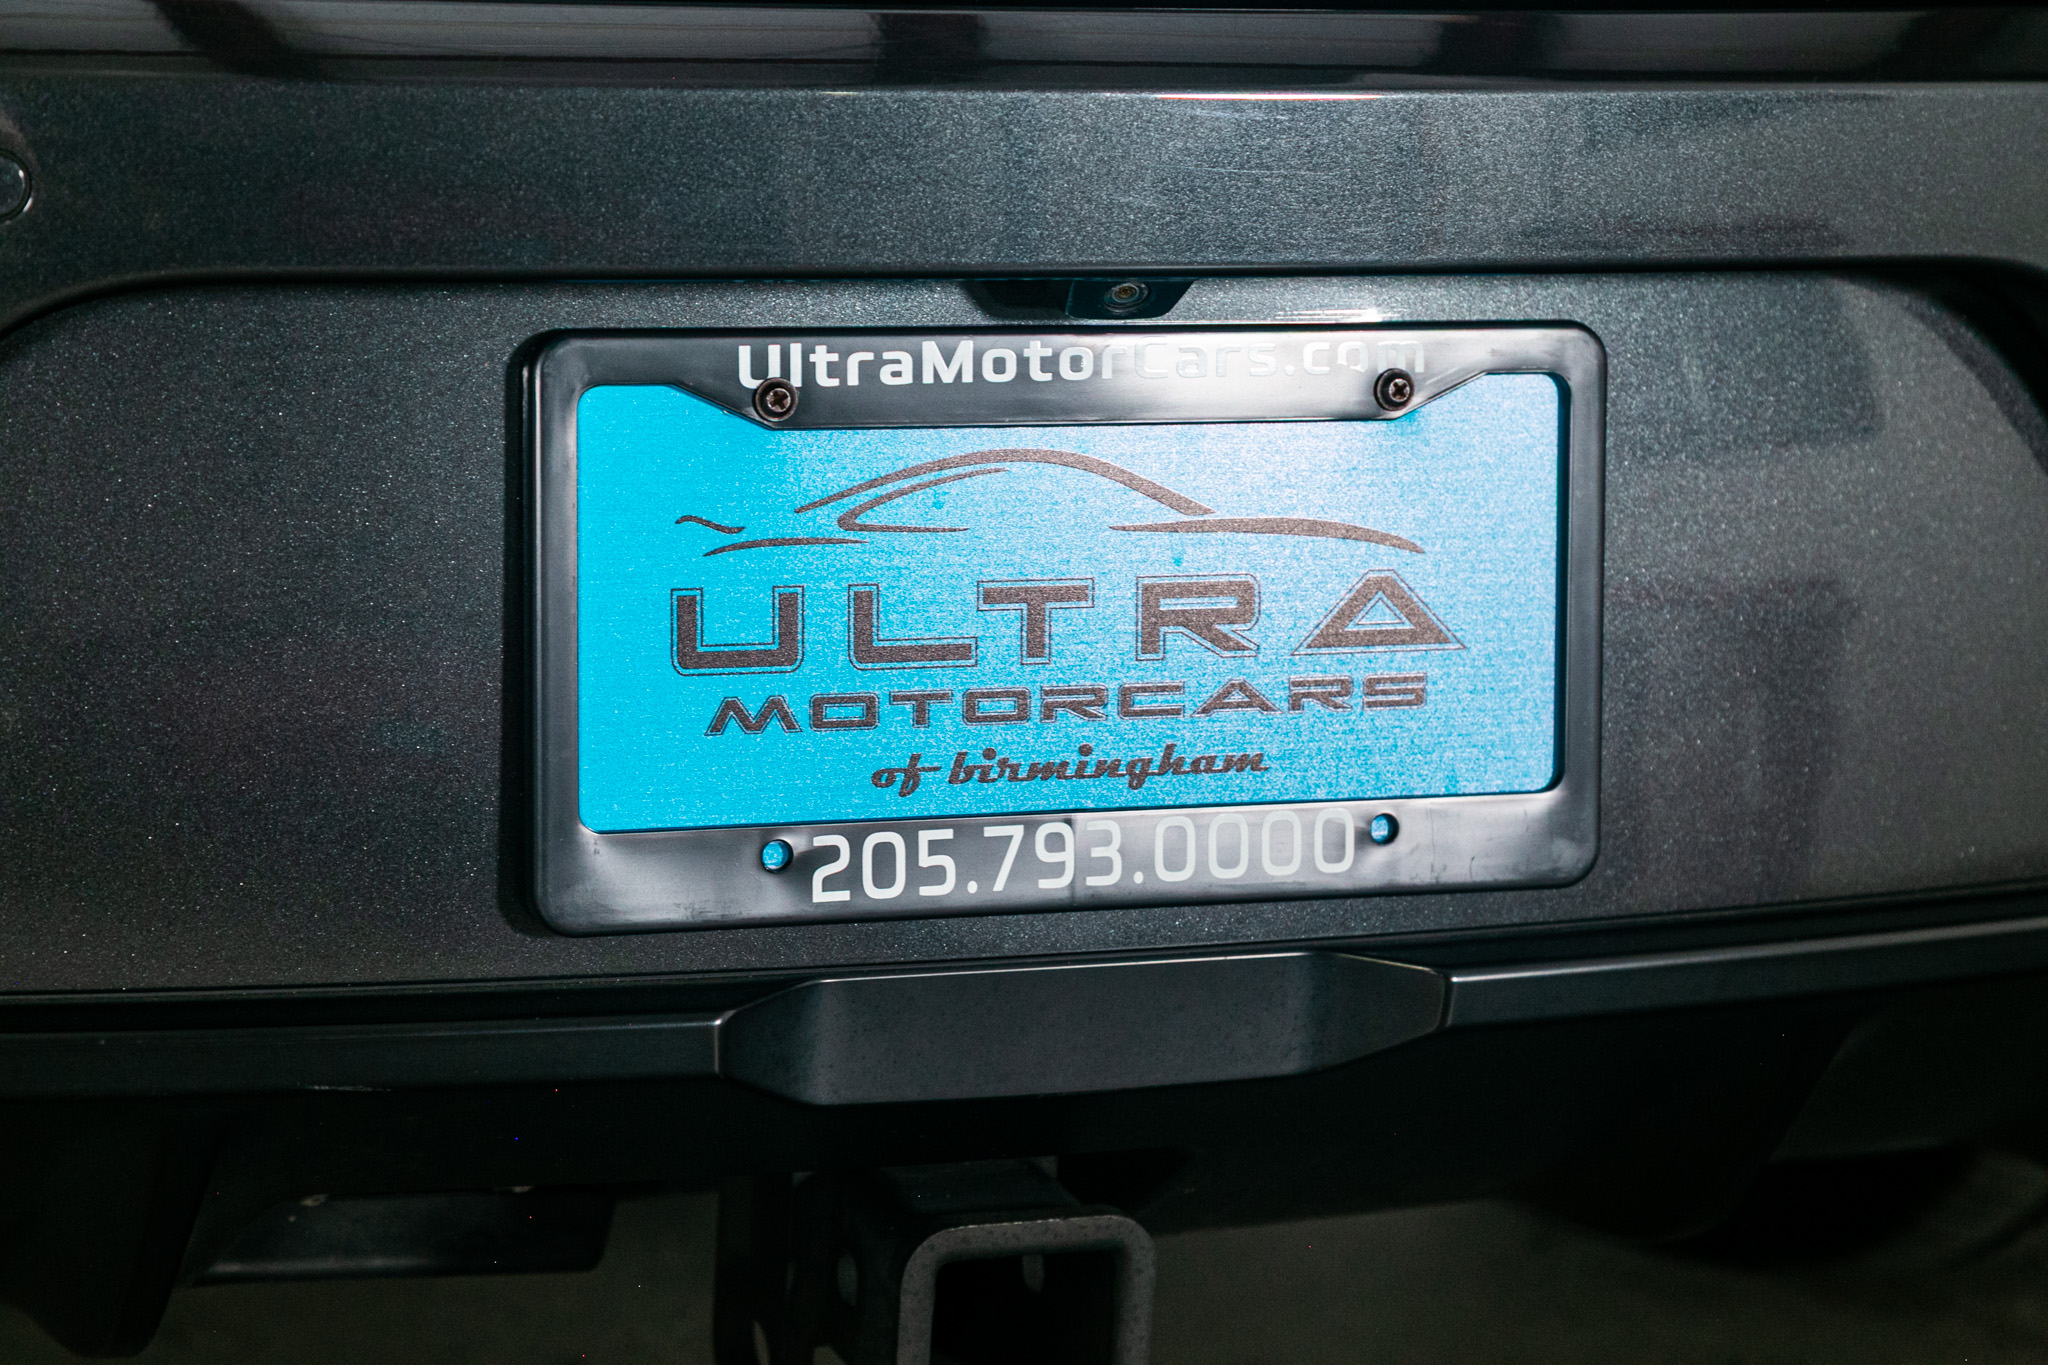 UltraMotorCars.com
ULTRA
MOTORCARS
of birmingham
205.793.0000